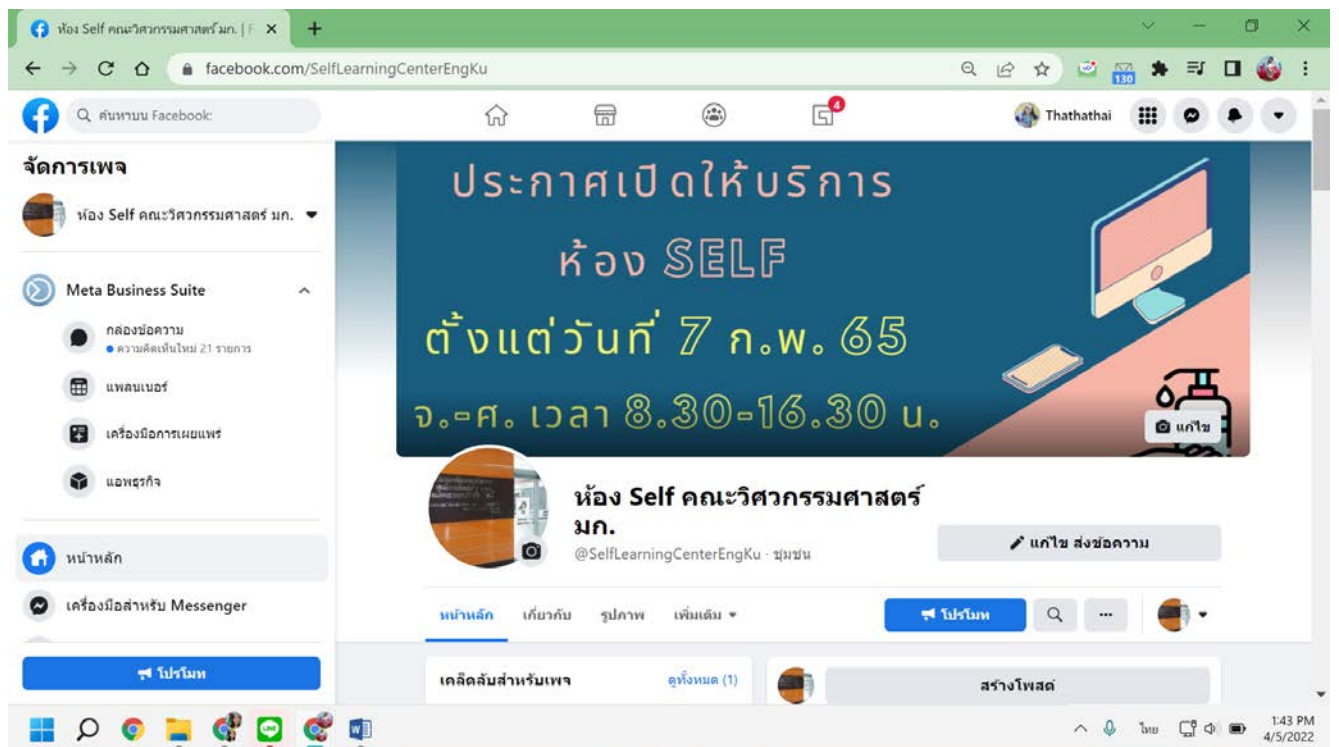 ห้อง Self คณะวิศวกรรมศาสตร์ มก. | F
facebook.com/SelfLearningCenterEngKu
130
ค้นหาบน Facebook:
4
Thathathai
จัดการเพจ
ห้อง Self คณะวิศวกรรมศาสตร์ มก.
Meta Business Suite
กล่องข้อความ
ความคิดเห็นใหม่ 21 รายการ
แพลนเนอร์
เครื่องมือการเผยแพร่
แอพธุรกิจ
หน้าหลัก
เครื่องมือสำหรับ Messenger
โปรโมท
ประกาศเปิดให้บริการ
ห้อง SELF
ตั้งแต่วันที่ 7 ก.พ. 65
จ.-ศ. เวลา 8.30-16.30 น.
แก้ไข
ห้อง Self คณะวิศวกรรมศาสตร์
มก.
@SelfLearningCenterEngKu · ชุมชน
แก้ไข ส่งข้อความ
หน้าหลัก เกี่ยวกับ รูปภาพ เพิ่มเติม
โปรโมท
เคล็ดลับสำหรับเพจ ดูทั้งหมด (1)
สร้างโพสต์
ไทย
1:43 PM
4/5/2022